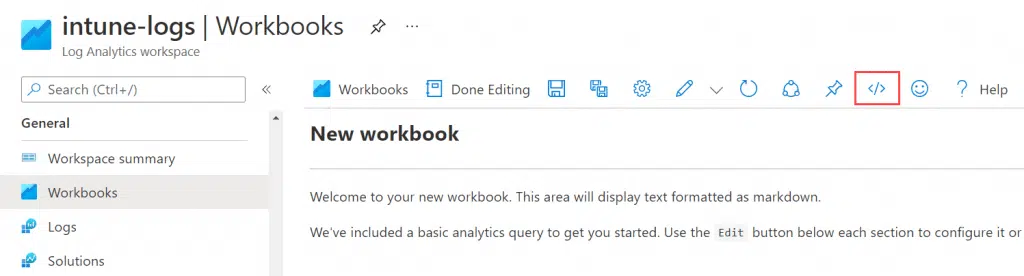 intune-logs | Workbooks
Log Analytics workspace
Search (Ctrl+/)
Workbooks Done Editing Help
General
New workbook
Workspace summary
Workbooks
Welcome to your new workbook. This area will display text formatted as markdown.
Logs
We've included a basic analytics query to get you started. Use the Edit button below each section to configure it or
Solutions